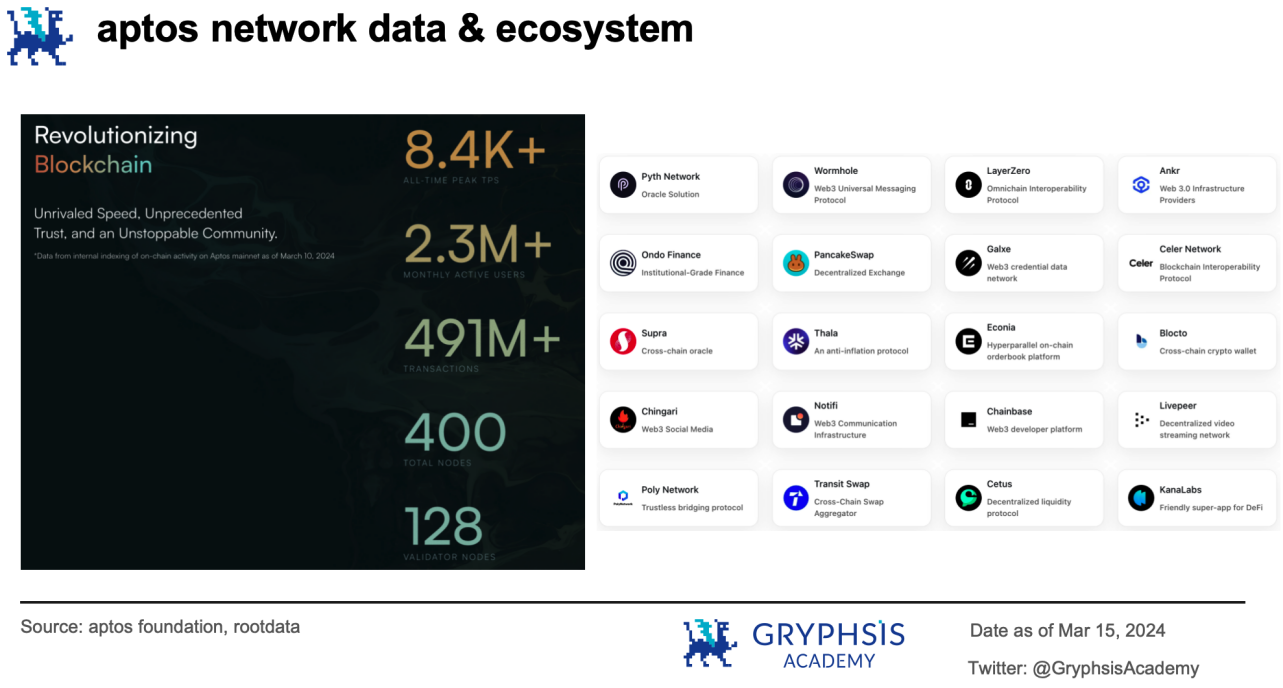 aptos network data & ecosystem
Revolutionizing
Blockchain
Unrivaled Speed, Unprecedented
Trust, and an Unstoppable Community.
*Data from internal indexing of on-chain activity on Aptos mainnet as of March 10, 2024
8.4K+
ALL-TIME PEAK TPS
2.3M+
MONTHLY ACTIVE USERS
491M+
TRANSACTIONS
400
TOTAL NODES
128
VALIDATOR NODES
Pyth Network
Oracle Solution
Wormhole
Web3 Universal Messaging
Protocol
LayerZero
Omnichain Interoperability
Protocol
Ankr
Web 3.0 Infrastructure
Providers
Ondo Finance
Institutional-Grade Finance
PancakeSwap
Decentralized Exchange
Galxe
Web3 credential data
network
Celer
Celer Network
Blockchain Interoperability
Protocol
Supra
Cross-chain oracle
Thala
An anti-inflation protocol
Econia
Hyperparallel on-chain
orderbook platform
Blocto
Cross-chain crypto wallet
Chingari
Web3 Social Media
Notifi
Web3 Communication
Infrastructure
Chainbase
Web3 developer platform
Livepeer
Decentralized video
streaming network
Poly Network
Trustless bridging protocol
Transit Swap
Cross-Chain Swap
Aggregator
Cetus
Decentralized liquidity
protocol
KanaLabs
Friendly super-app for DeFi
Source: aptos foundation, rootdata
GRYPHSIS
ACADEMY
Date as of Mar 15, 2024
Twitter: @GryphsisAcademy